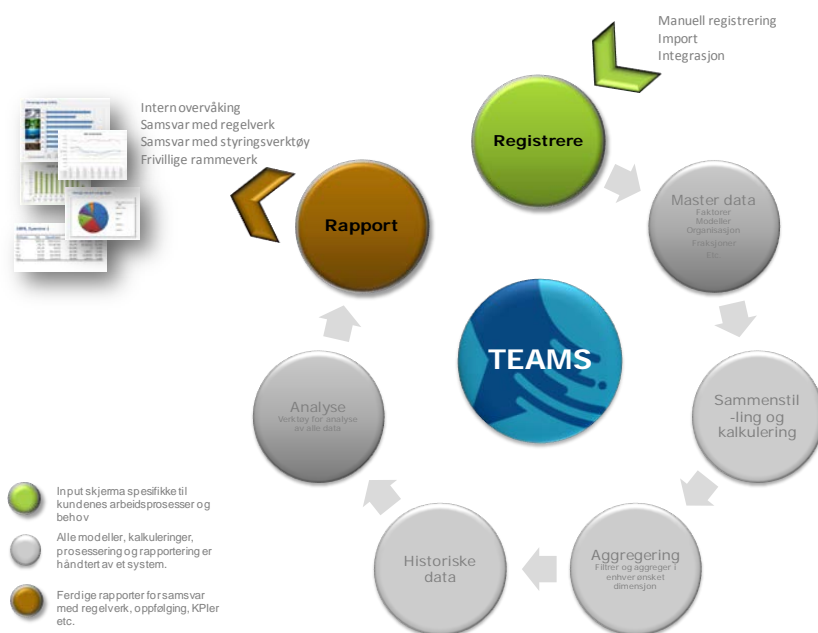 Manuell registrering
Import
Integrasjon
Intern overvåking
Samsvar med regelverk
Samsvar med styringsverktøy
Frivillige rammeverk
Registrere
Rapport
Master data
Faktorer
Modeller
Organisasjon
Fraksjoner
Etc
TEAMS
Sammenstil
-ling og
kalkulering
Analyse
Verktøy for analyse
av alle data
Aggregering
Filtrer og aggreger i
enhver ønsket
dimensjon
Historiske
data
Input skjerma spesifikke til
kundenes arbeidsprosesser og
behov
Alle modeller, kalkuleringer,
prosessering og rapportering er
håndtert av et system.
Ferdige rapporter for samsvar
med regelverk, oppfølging, KPIer
etc.